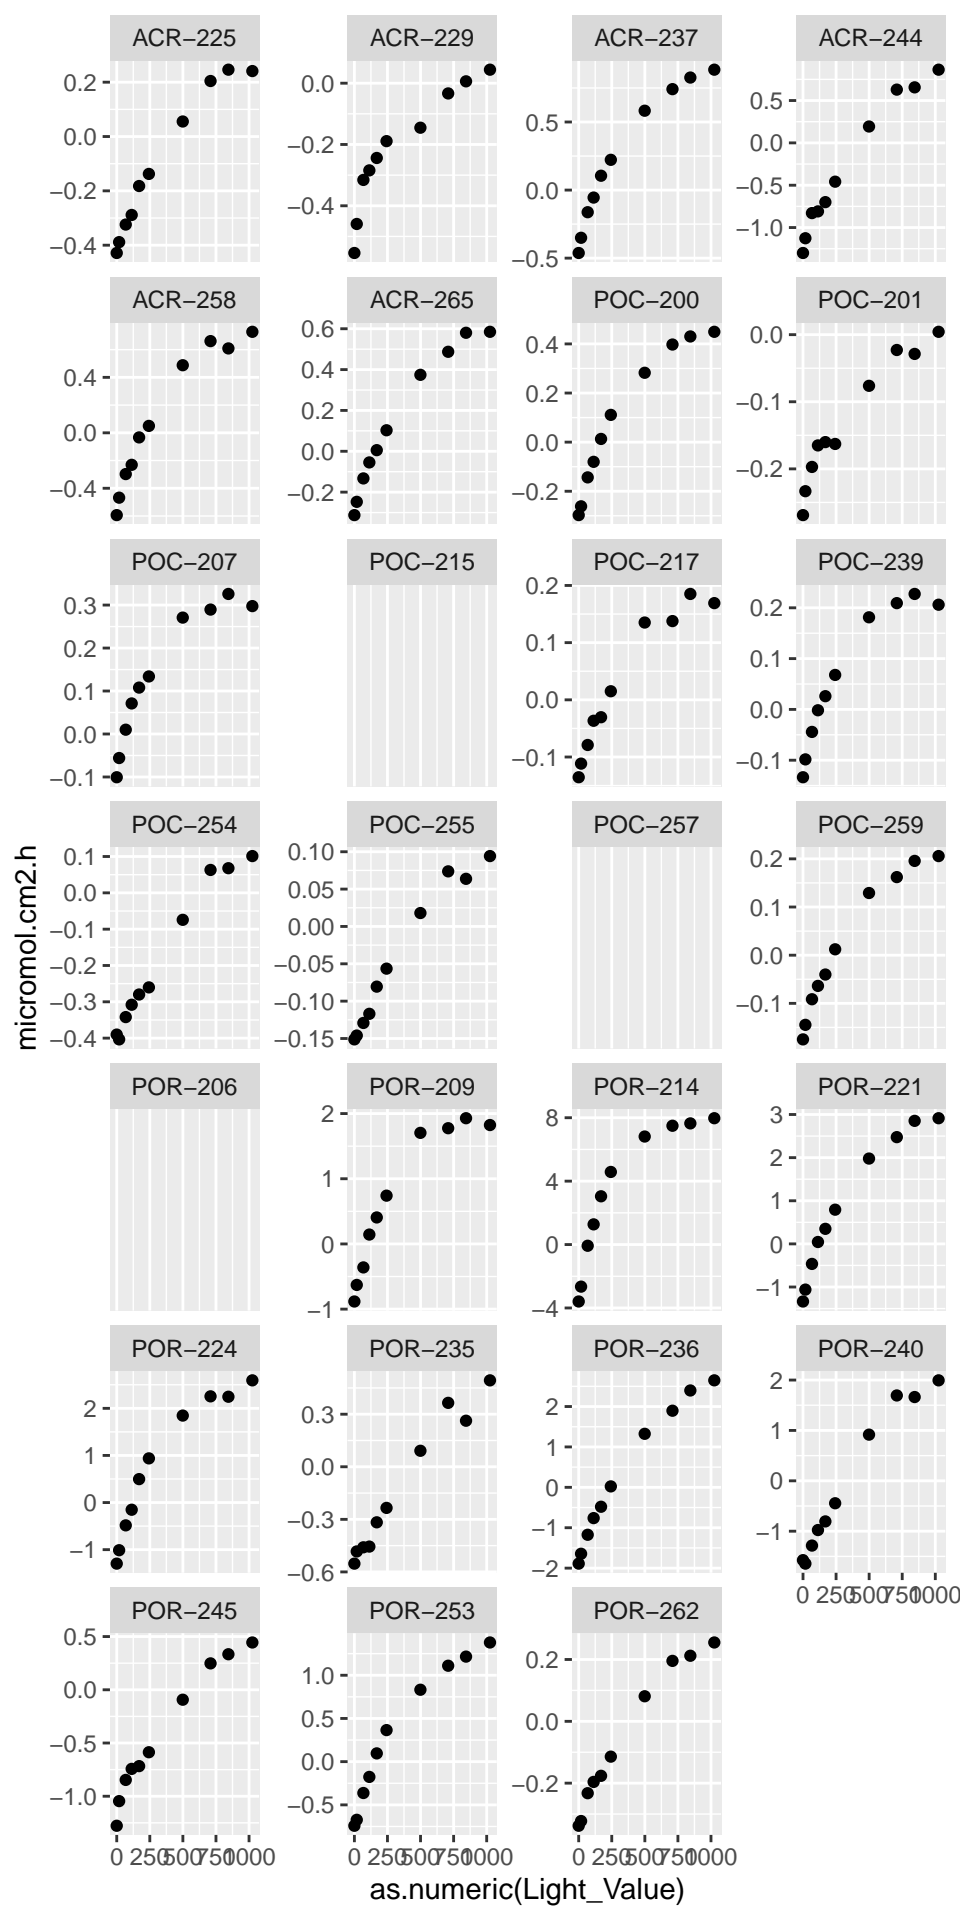 ACR−225 ACR−229 ACR−237 ACR−244
0.2 0.0 −0.2 −0.4
0.0 −0.2 −0.4
0.5 0.0 −0.5
0.5 0.0 −0.5 −1.0
ACR−258 ACR−265 POC−200 POC−201
0.4 0.0 −0.4
0.6 0.4 0.2 0.0 −0.2
0.4 0.2 0.0 −0.2
0.0 −0.1 −0.2
POC−207 POC−215 POC−217 POC−239
0.3 0.2 0.1 0.0 −0.1
0.2 0.1 0.0 −0.1
0.2 0.1 0.0 −0.1
POC−254 POC−255 POC−257 POC−259
0.1 0.0 −0.1 −0.2 −0.3 −0.4
0.10 0.05 0.00 −0.05 −0.10 −0.15
0.2 0.1 0.0 −0.1
micromol.cm2.h
POR−206 POR−209 POR−214 POR−221
2 1 0 −1
8 4 0 −4
3 2 1 0 −1
POR−224 POR−235 POR−236 POR−240
2 1 0 −1
0.3 0.0 −0.3 −0.6
2 1 0 −1 −2
2 1 0 −1
0 250 500 750 1000
POR−245 POR−253 POR−262
0.5 0.0 −0.5 −1.0
1.0 0.5 0.0 −0.5
0.2 0.0 −0.2
0 250 500 750 1000 0 250 500 750 1000 0 250 500 750 1000
as.numeric(Light_Value)